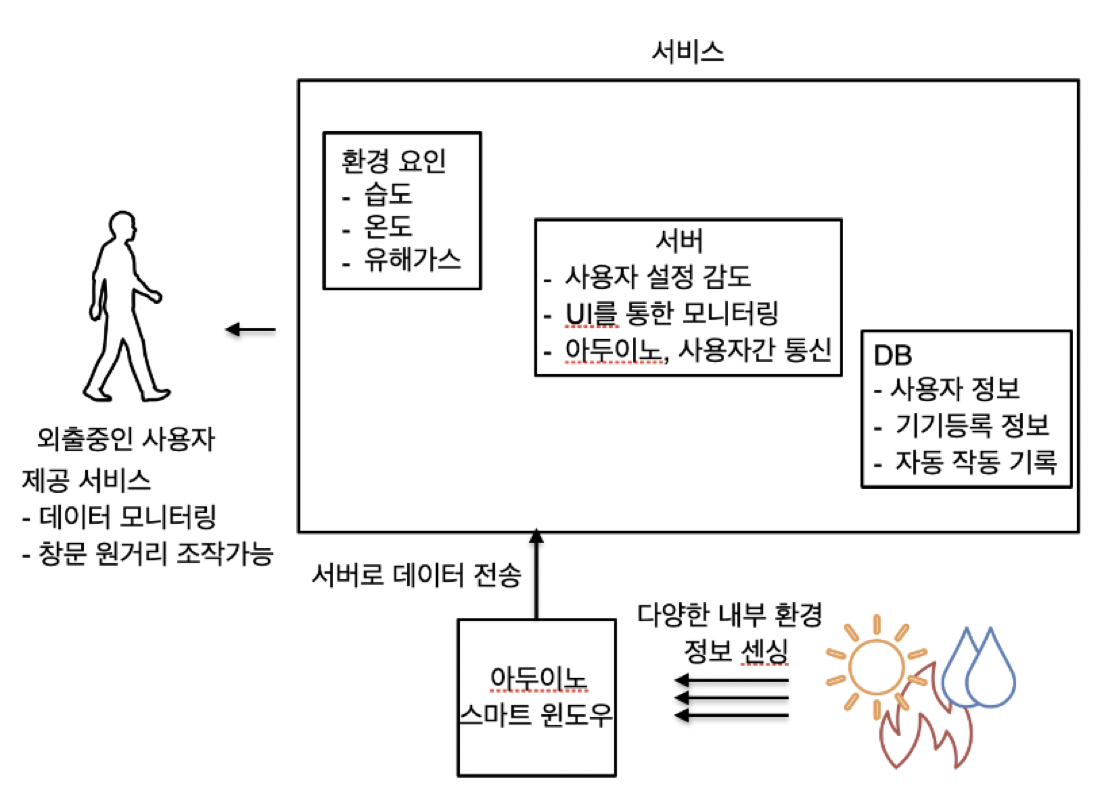 서비스
환경 요인
- 습도
- 온도
- 유해가스
서버
- 사용자 설정 감도
- UI를 통한 모니터링
- 아두이노, 사용자간 통신
DB
- 사용자 정보
- 기기등록 정보
- 자동 작동 기록
외출중인 사용자
제공 서비스
- 데이터 모니터링
- 창문 원거리 조작가능
서버로 데이터 전송
다양한 내부 환경
정보 센싱
아두이노
스마트 윈도우